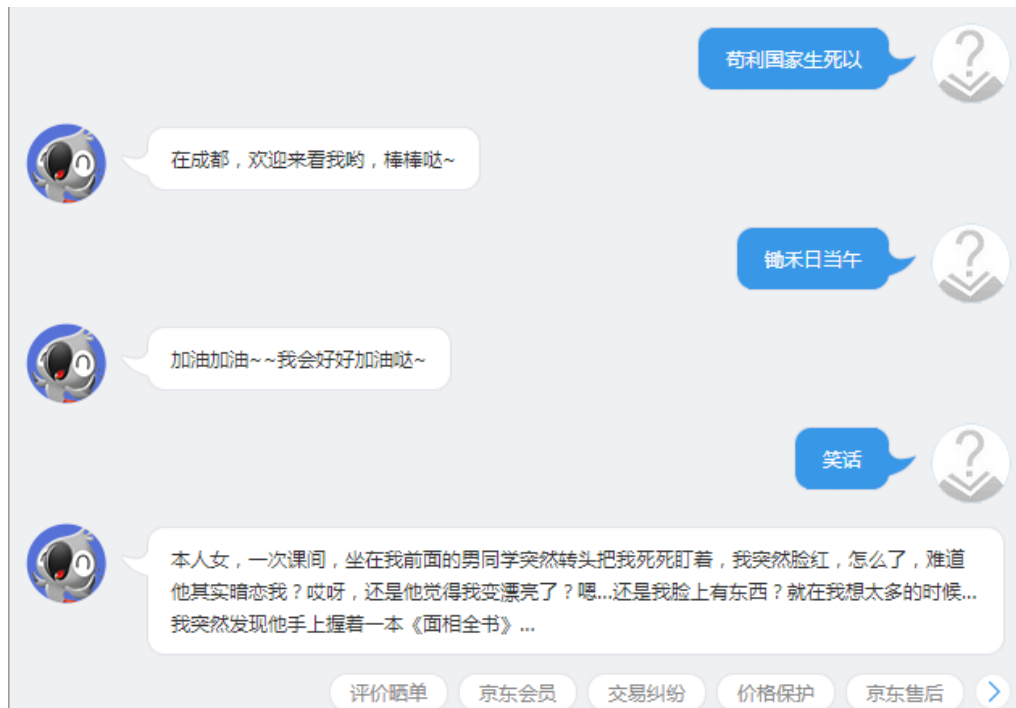 苟利国家生死以
在成都，欢迎来看我哟，棒棒哒~
锄禾日当午
加油加油~~我会好好加油哒~
笑话
本人女，一次课间，坐在我前面的男同学突然转头把我死死盯着，我突然脸红，怎么了，难道
他其实暗恋我？哎呀，还是他觉得我变漂亮了？嗯...还是我脸上有东西？就在我想太多的时候...
我突然发现他手上握着一本《面相全书》...
评价晒单 京东会员 交易纠纷 价格保护 京东售后